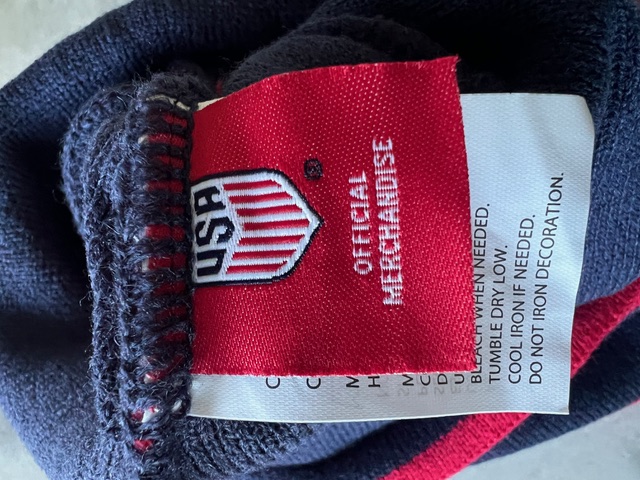 USA
®
OFFICIAL
MERCHANDISE
BLEACH WHEN NEEDED.
TUMBLE DRY LOW.
COOL IRON IF NEEDED.
DO NOT IRON DECORATION.